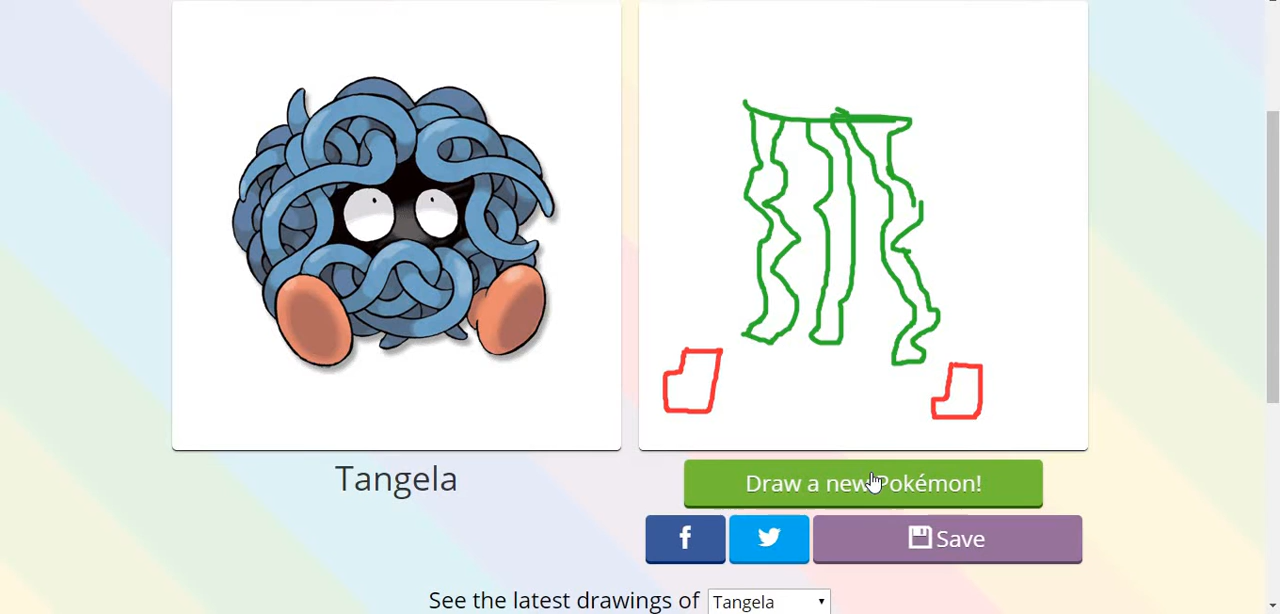 Tangela
Draw a new Pokémon!
f
Save
See the latest drawings of Tangela